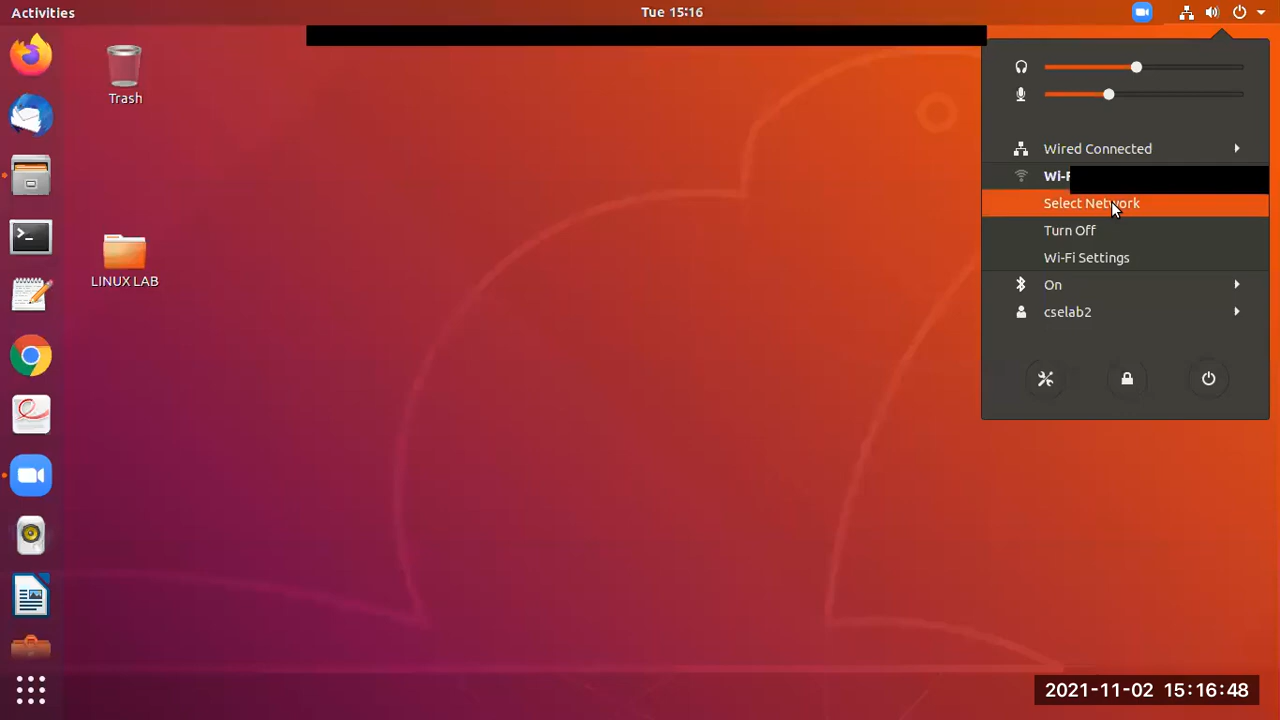 Activities
Tue 15:16
Trash
LINUX LAB
Wired Connected
Wi-F
Select Network
Turn Off
Wi-Fi Settings
On
cselab2
2021-11-02 15:16:48